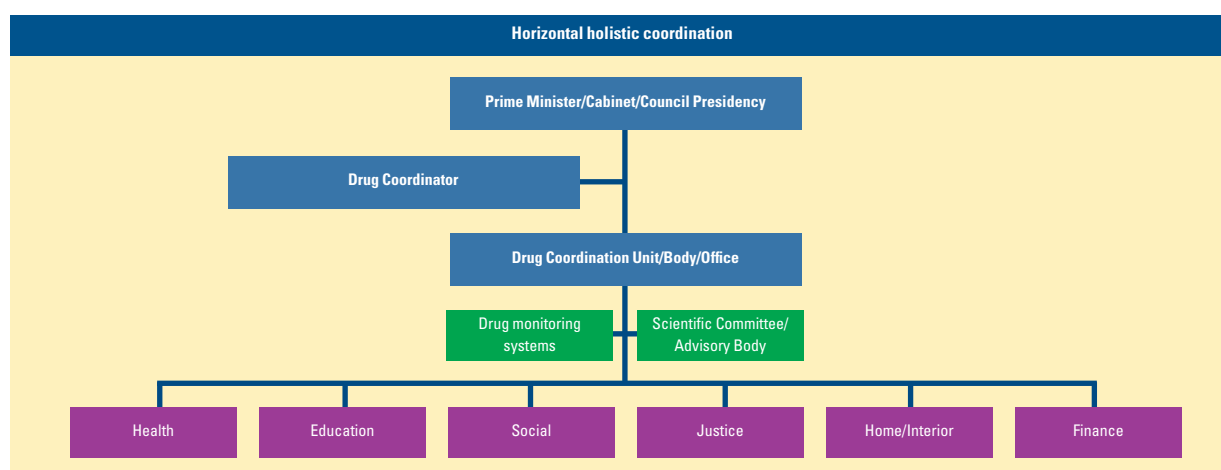 Horizontal holistic coordination
Prime Minister/Cabinet/Council Presidency
Drug Coordinator
Drug Coordination Unit/Body/Office
Drug monitoring
systems
Scientific Committee/
Advisory Body
Health
Education
Social
Justice
Home/Interior
Finance